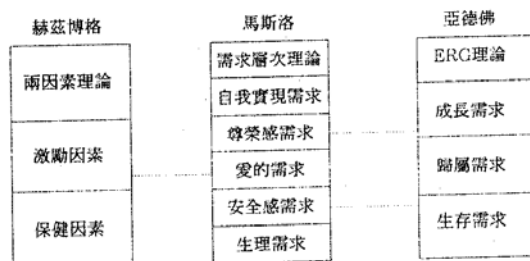 赫茲博格
兩因素理論
激勵因素
保健因素
馬斯洛
需求層次理論
自我實現需求
尊榮感需求
愛的需求
安全感需求
生理需求
亞德佛
ERG理論
成長需求
歸屬需求
生存需求